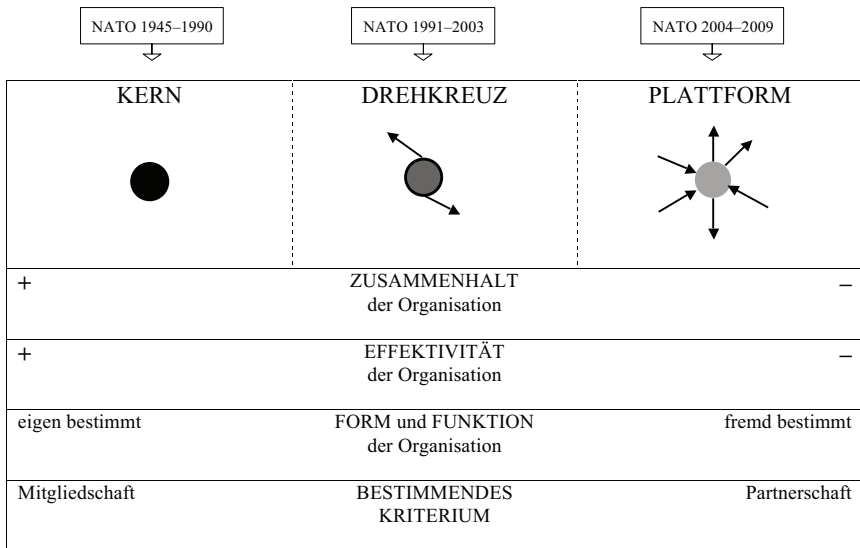 NATO 1945–1990 NATO 1991–2003 NATO 2004–2009
KERN DREHKREUZ PLATTFORM
+ ZUSAMMENHALT –
der Organisation
+ EFFEKTIVITÄT –
der Organisation
eigen bestimmt FORM und FUNKTION fremd bestimmt
der Organisation
Mitgliedschaft BESTIMMENDES Partnerschaft
KRITERIUM